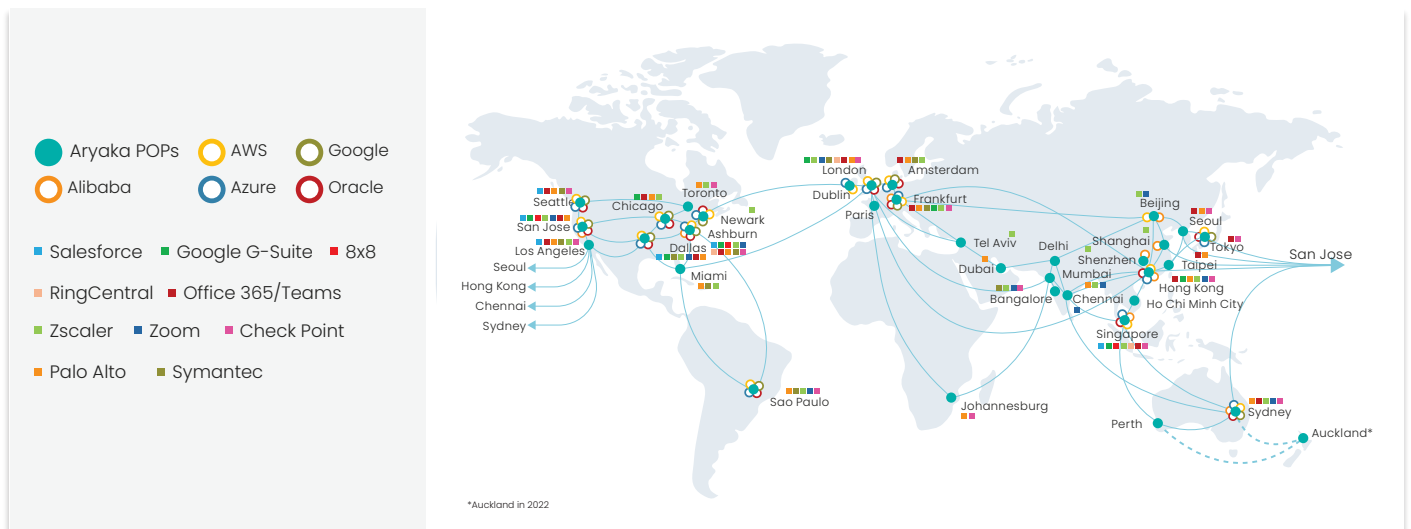 Aryaka POPs AWS Google
Alibaba Azure Oracle
Salesforce Google G-Suite 8x8
RingCentral Office 365/Teams
Zscaler Zoom Check Point
Palo Alto Symantec
Seattle
San Jose
Los Angeles
Seoul
Hong Kong
Chennai
Sydney
Chicago
Toronto
Newark
Ashburn
Dallas
Miami
Sao Paulo
London
Dublin
Paris
Amsterdam
Frankfurt
Tel Aviv
Dubai
Johannesburg
Delhi
Mumbai
Bangalore
Chennai
Beijing
Seoul
Shanghai
Tokyo
Shenzhen
Taipei
Hong Kong
Ho Chi Minh City
Singapore
San Jose
Perth
Sydney
Auckland*
*Auckland in 2022